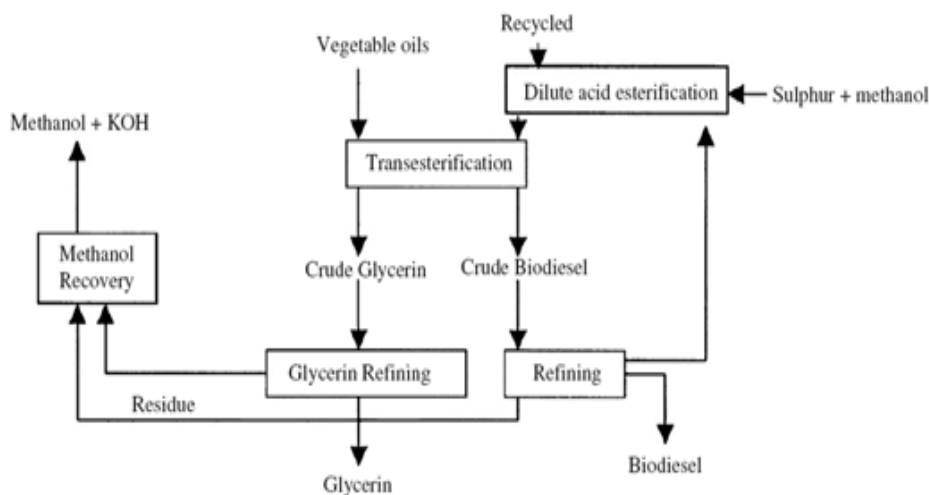 Recycled
Vegetable oils
Dilute acid esterification
Sulphur + methanol
Methanol + KOH
Transesterification
Methanol
Recovery
Crude Glycerin
Crude Biodiesel
Glycerin Refining
Refining
Residue
Biodiesel
Glycerin